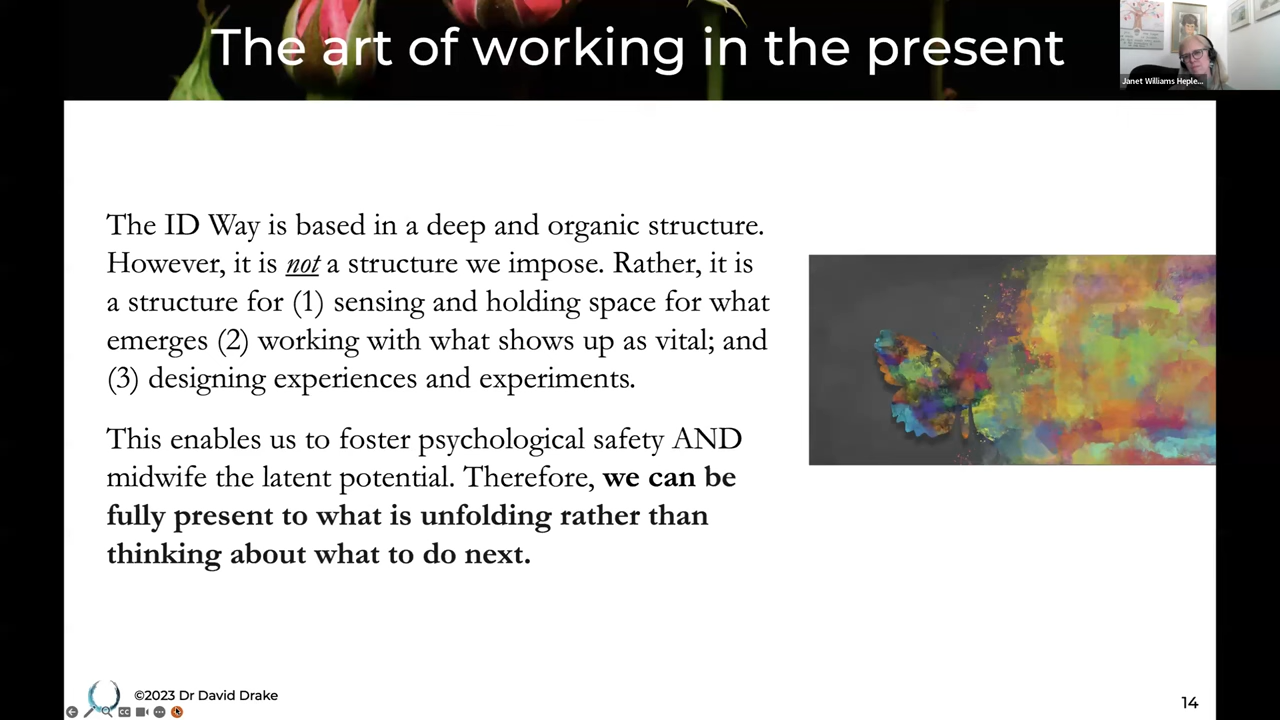 The art of working in the present
Janet Williams Heple...
The ID Way is based in a deep and organic structure.
However, it is not a structure we impose. Rather, it is
a structure for (1) sensing and holding space for what
emerges (2) working with what shows up as vital; and
(3) designing experiences and experiments.
This enables us to foster psychological safety AND
midwife the latent potential. Therefore, we can be
fully present to what is unfolding rather than
thinking about what to do next.
©2023 Dr David Drake
CC
14